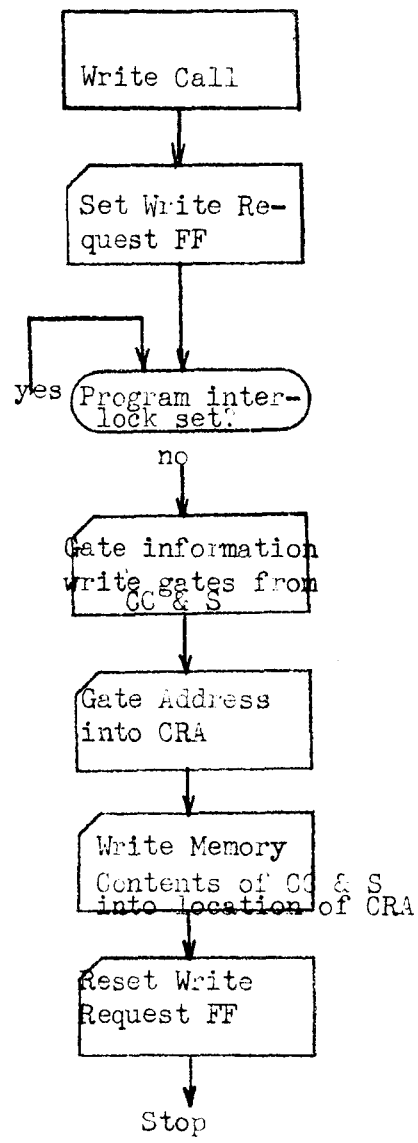 Write Call
Set Write Re-
quest FF
yes
Program inter-
lock set?
no
Gate information
write gates from
CC & S
Gate Address
into CRA
Write Memory
Contents of CC & S
into location of CRA
Reset Write
Request FF
Stop